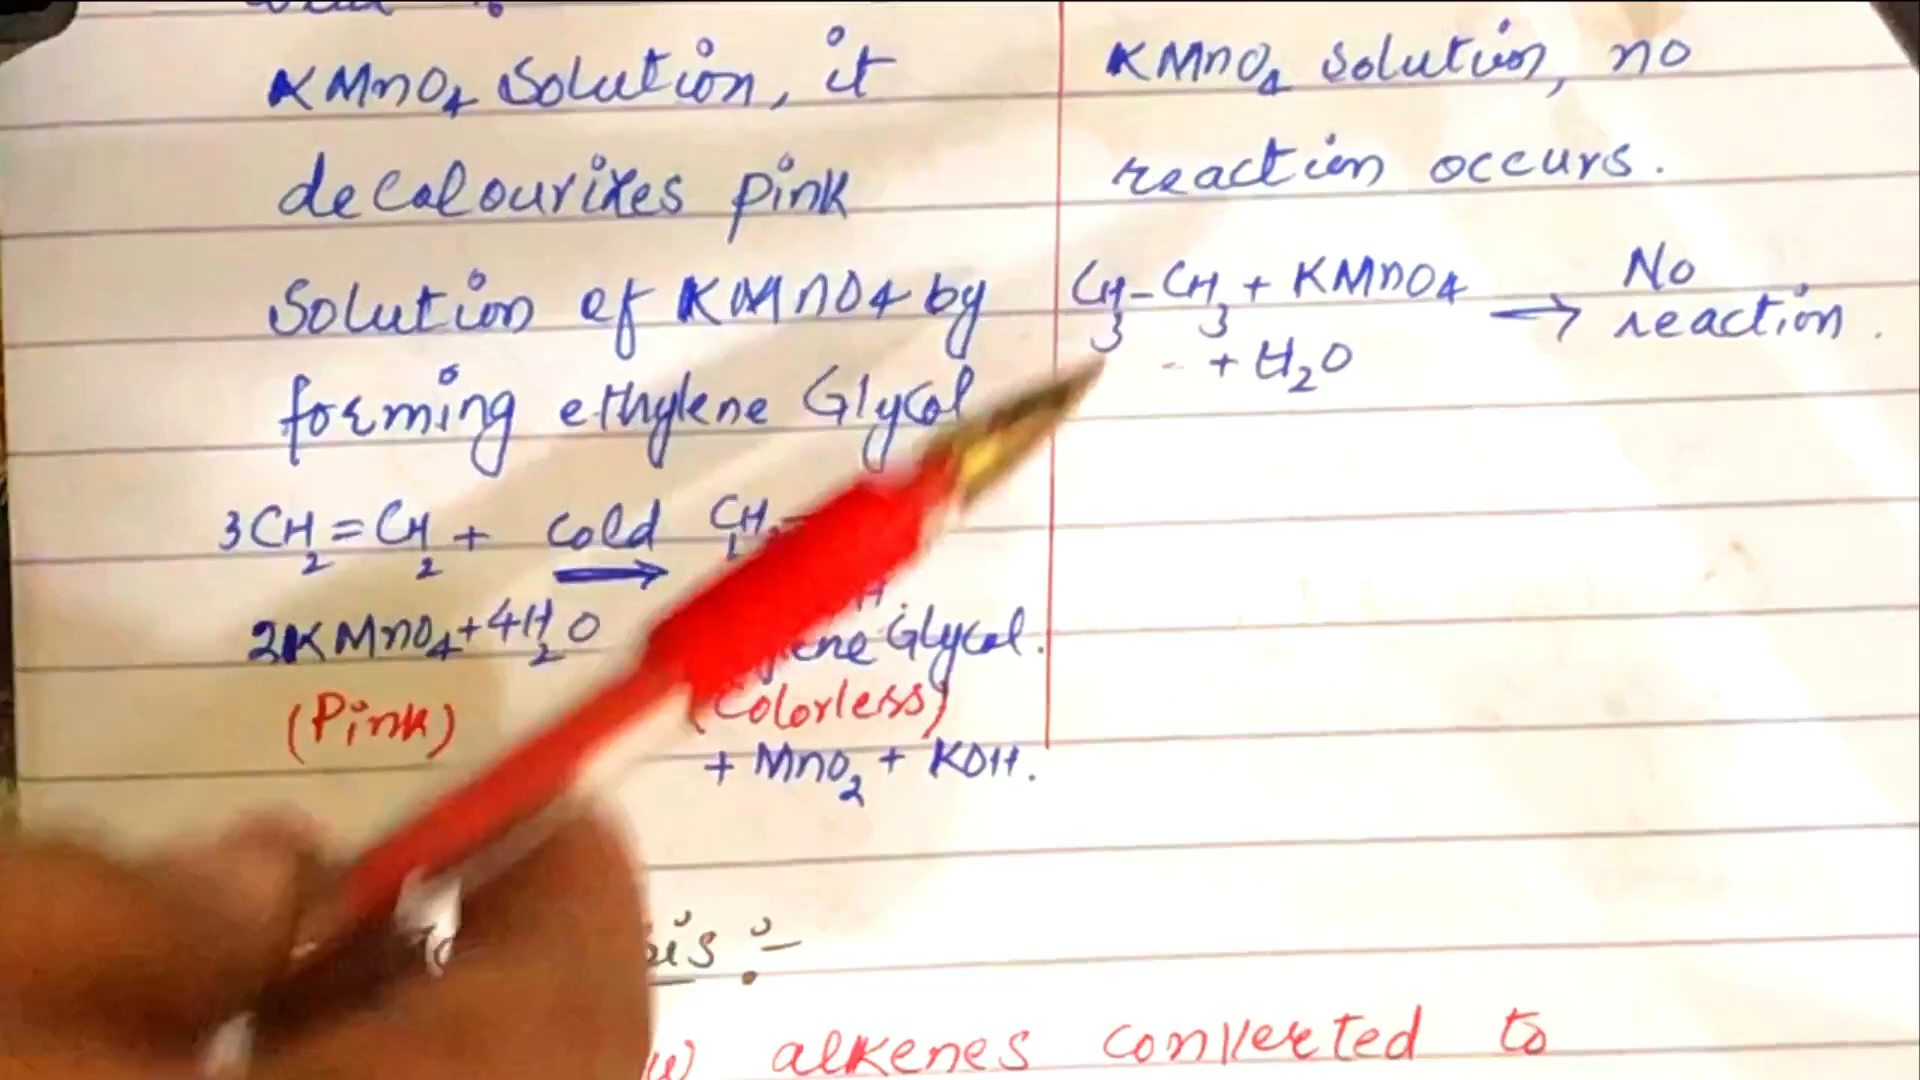 KMnO4 Solution, it
decolourizes pink
Solution of KMnO4 by
forming ethylene Glycol
3CH2=CH2 + cold → CH2-
2KMnO4+4H2O
Glycol.
(Pink) (Colorless)
+ MnO2 + KOH.
KMnO4 solution, no
reaction occurs.
CH3-CH3 + KMnO4 → No
+ H2O reaction.
alkenes converted to